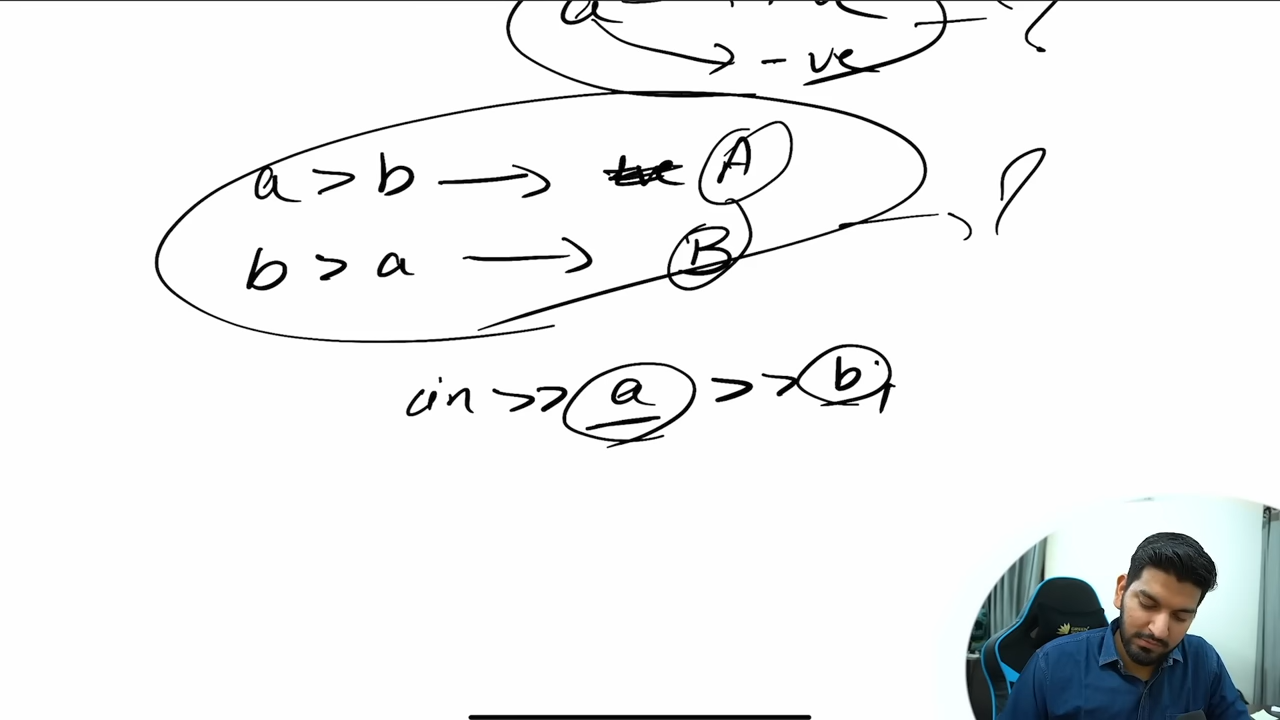 a
→ -ve ?
a > b → A
b > a → B ?
cin >> a >> b;